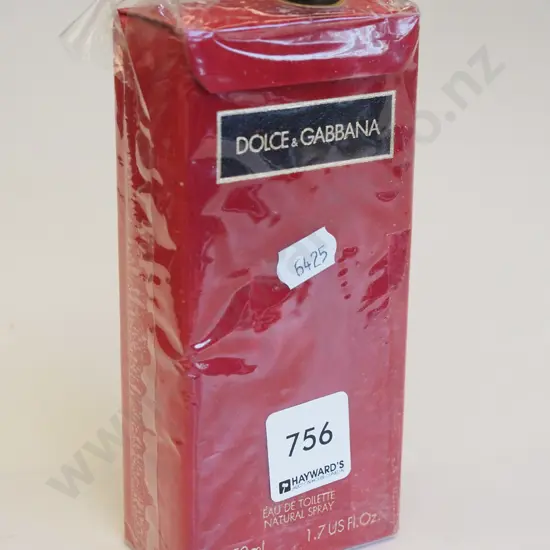 DOLCE & GABBANA
6425
756
HAYWARD'S
EAU DE TOILETTE
NATURAL SPRAY
1.7 US Fl.Oz.